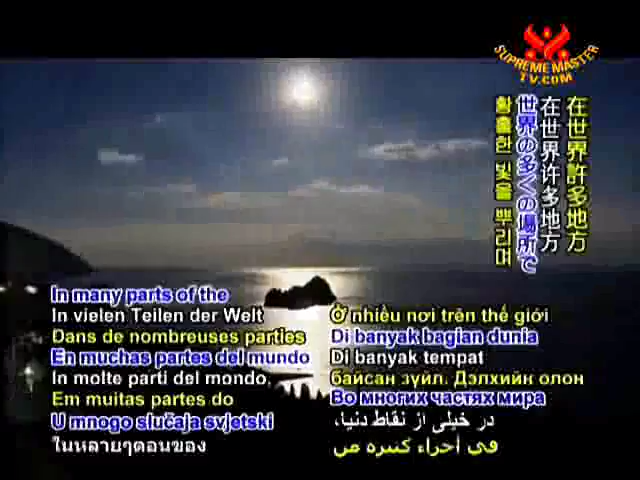 SUPREME MASTER
TV.COM
在世界許多地方
在世界许多地方
世界の多くの場所で
황홀한 빛을 뿌리며
In many parts of the
In vielen Teilen der Welt
Dans de nombreuses parties
En muchas partes del mundo
In molte parti del mondo,
Em muitas partes do
U mnogo slučaja svjetski
ในหลายๆตอนของ
Ở nhiều nơi trên thế giới
Di banyak bagian dunia
Di banyak tempat
байсан зүйл. Дэлхийн олон
Во многих частях мира
در خیلی از نقاط دنیا،
في أجزاء كثيرة من